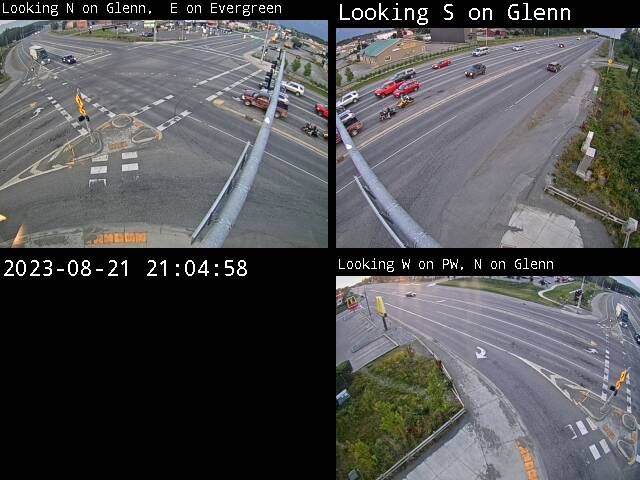 Looking N on Glenn, E on Evergreen
Looking S on Glenn
2023-08-21 21:04:58
Looking W on PW, N on Glenn